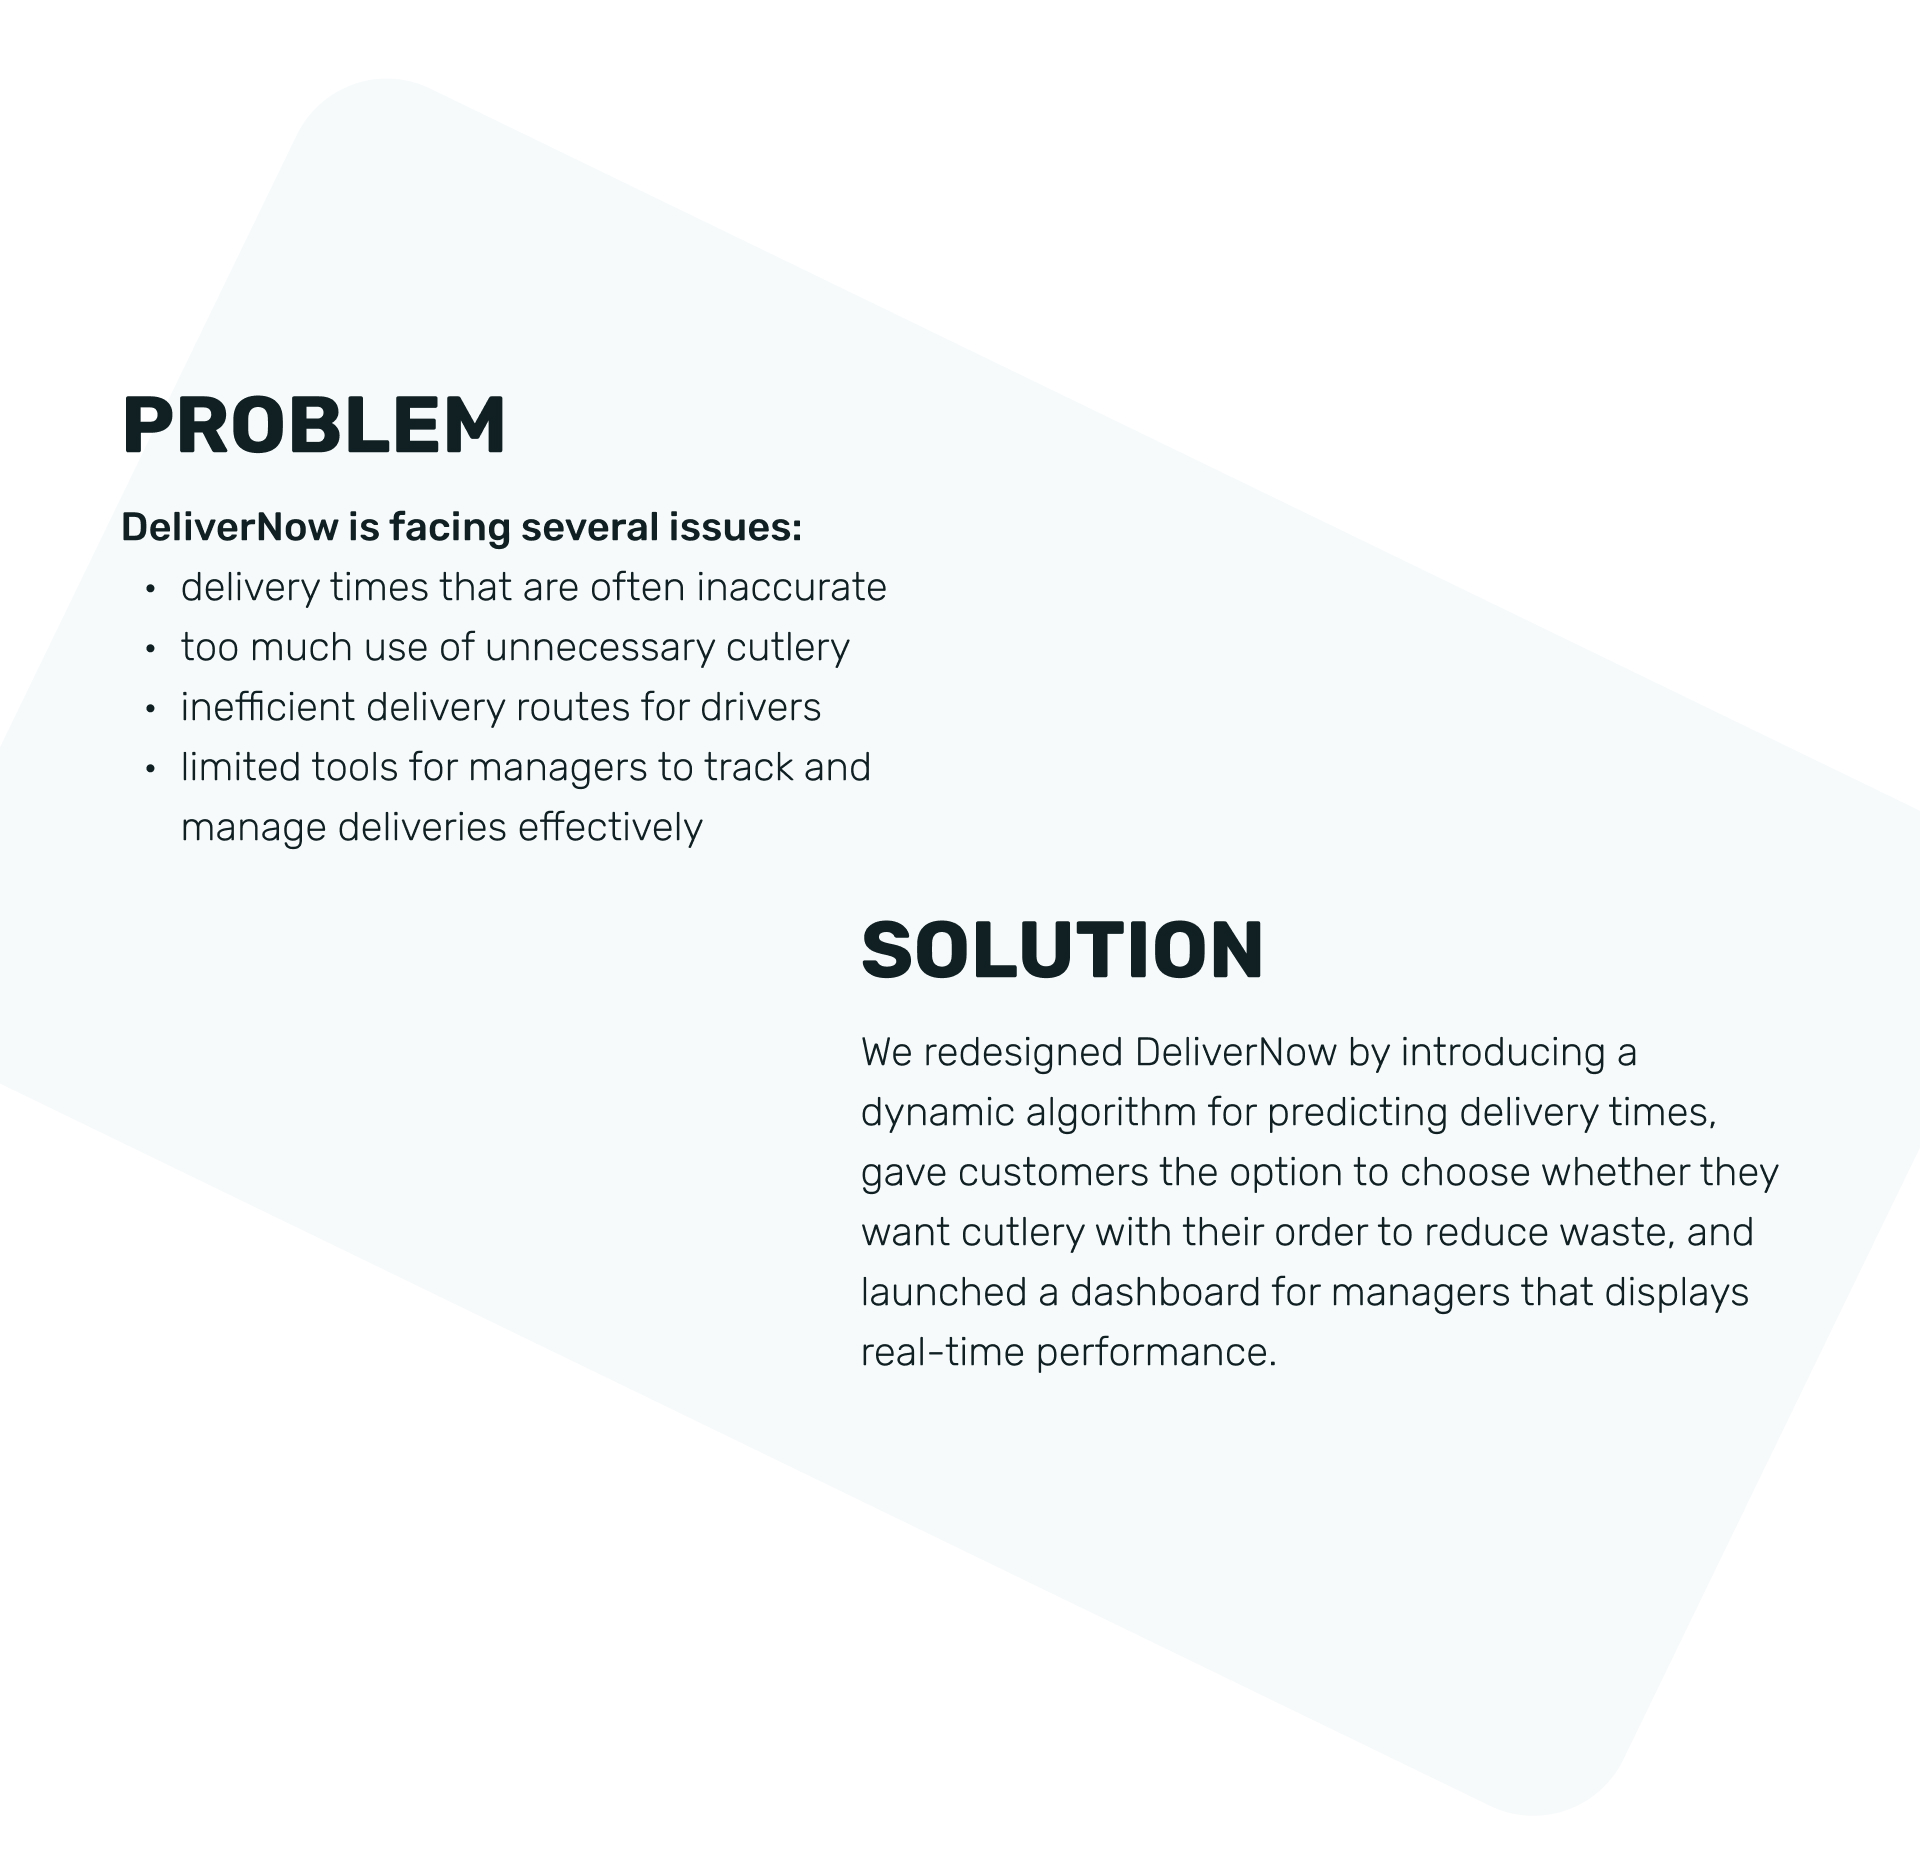 PROBLEM
DeliverNow is facing several issues:
• delivery times that are often inaccurate
• too much use of unnecessary cutlery
• inefficient delivery routes for drivers
• limited tools for managers to track and
manage deliveries effectively
SOLUTION
We redesigned DeliverNow by introducing a
dynamic algorithm for predicting delivery times,
gave customers the option to choose whether they
want cutlery with their order to reduce waste, and
launched a dashboard for managers that displays
real-time performance.